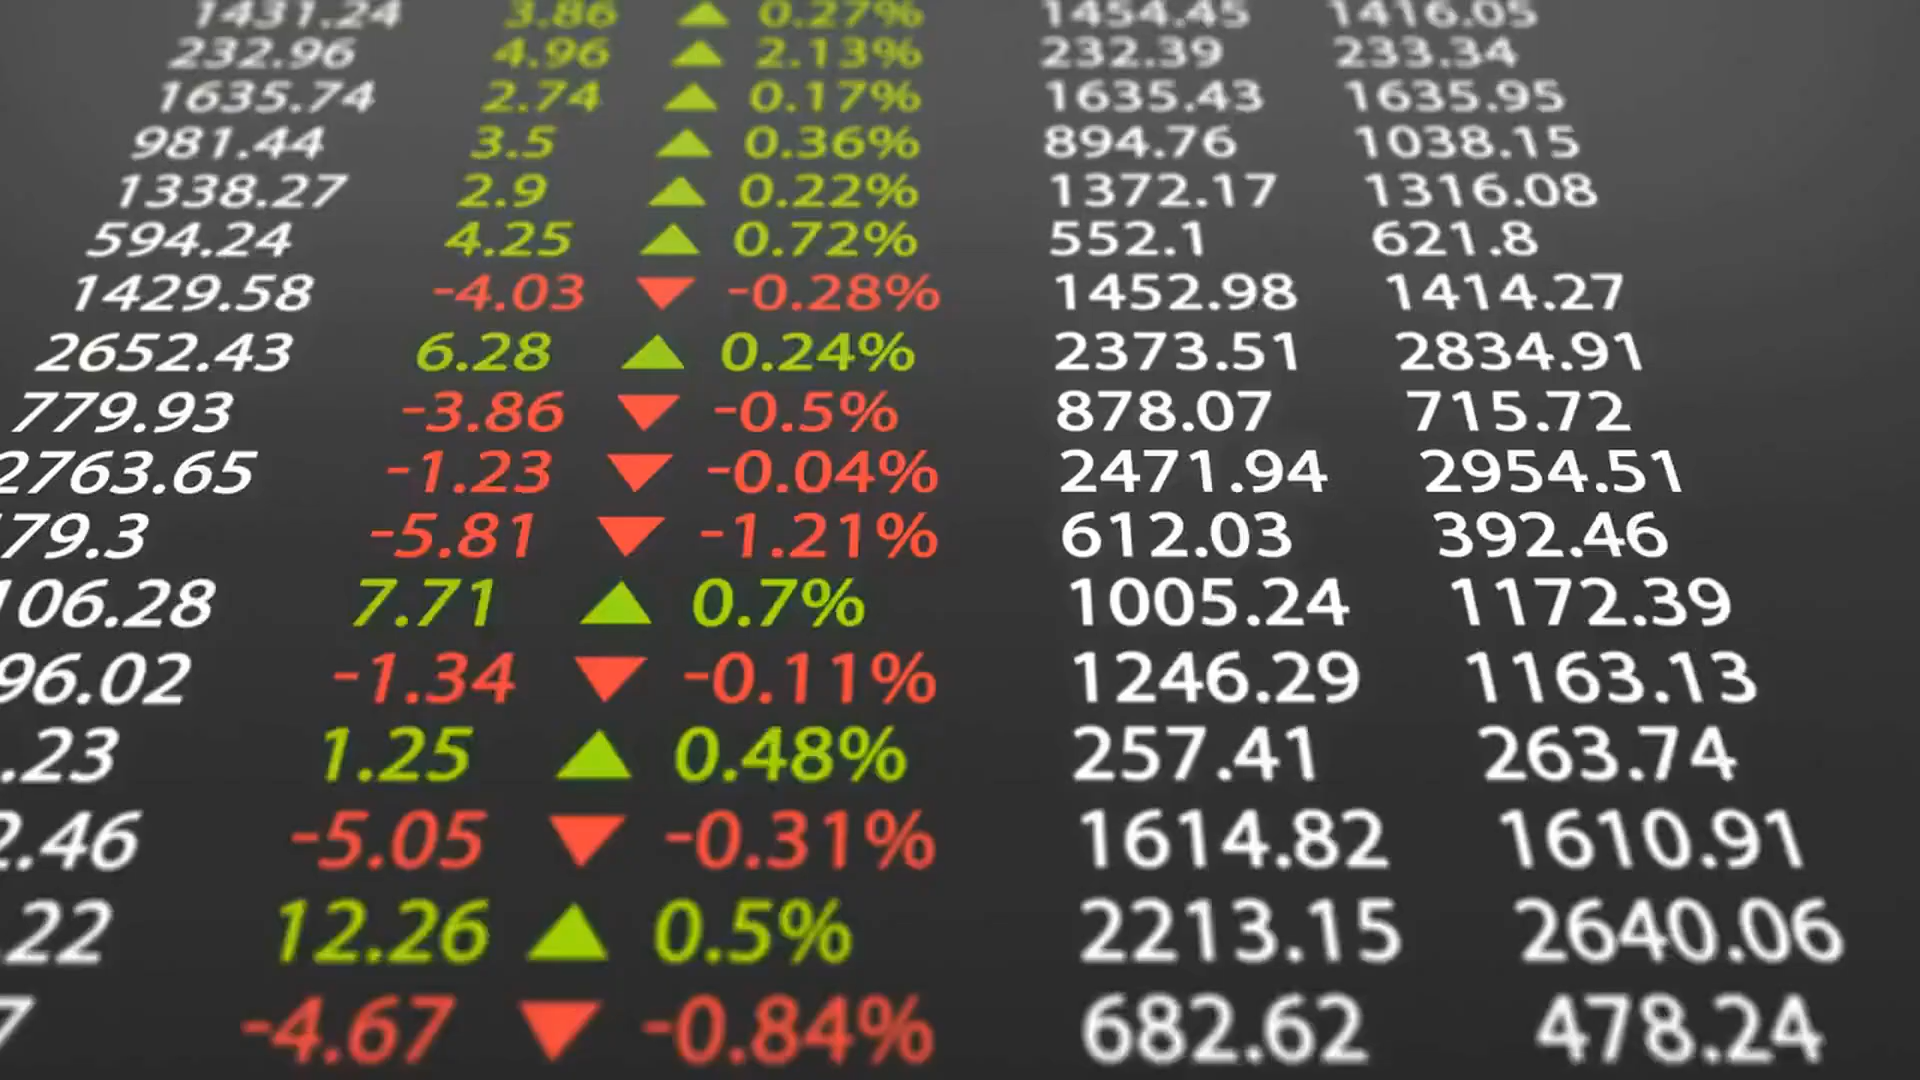 1431.24 3.86 ▲ 0.27% 1454.45 1416.05
232.96 4.96 ▲ 2.13% 232.39 233.34
1635.74 2.74 ▲ 0.17% 1635.43 1635.95
981.44 3.5 ▲ 0.36% 894.76 1038.15
1338.27 2.9 ▲ 0.22% 1372.17 1316.08
594.24 4.25 ▲ 0.72% 552.1 621.8
1429.58 -4.03 ▼ -0.28% 1452.98 1414.27
2652.43 6.28 ▲ 0.24% 2373.51 2834.91
779.93 -3.86 ▼ -0.5% 878.07 715.72
2763.65 -1.23 ▼ -0.04% 2471.94 2954.51
79.3 -5.81 ▼ -1.21% 612.03 392.46
106.28 7.71 ▲ 0.7% 1005.24 1172.39
96.02 -1.34 ▼ -0.11% 1246.29 1163.13
.23 1.25 ▲ 0.48% 257.41 263.74
2.46 -5.05 ▼ -0.31% 1614.82 1610.91
.22 12.26 ▲ 0.5% 2213.15 2640.06
7 -4.67 ▼ -0.84% 682.62 478.24